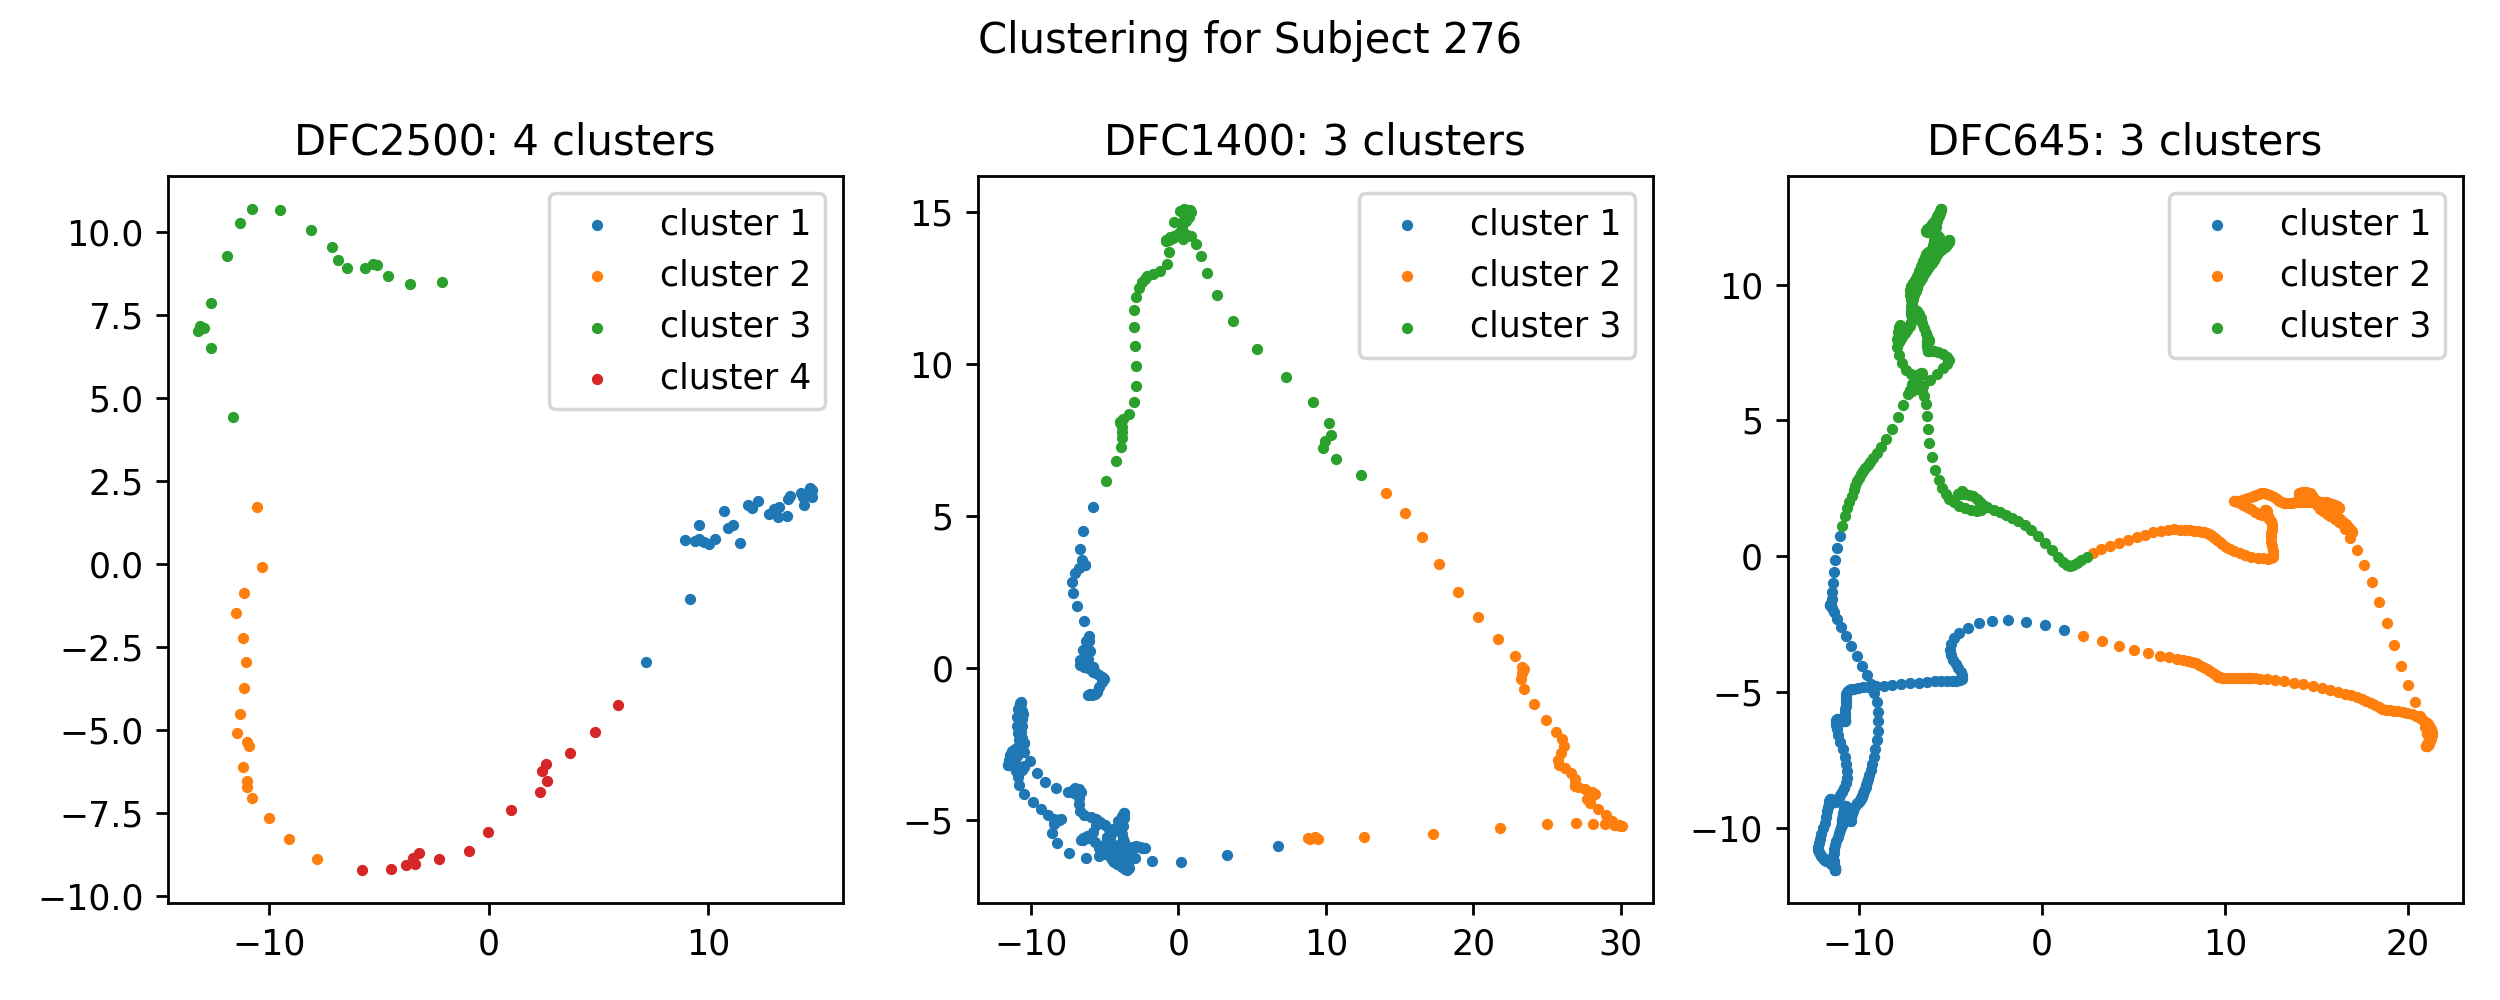 Clustering for Subject 276
DFC2500: 4 clusters
cluster 1
cluster 2
cluster 3
cluster 4
10.0
7.5
5.0
2.5
0.0
−2.5
−5.0
−7.5
−10.0
−10
0
10
DFC1400: 3 clusters
cluster 1
cluster 2
cluster 3
15
10
5
0
−5
−10
0
10
20
30
DFC645: 3 clusters
cluster 1
cluster 2
cluster 3
10
5
0
−5
−10
−10
0
10
20